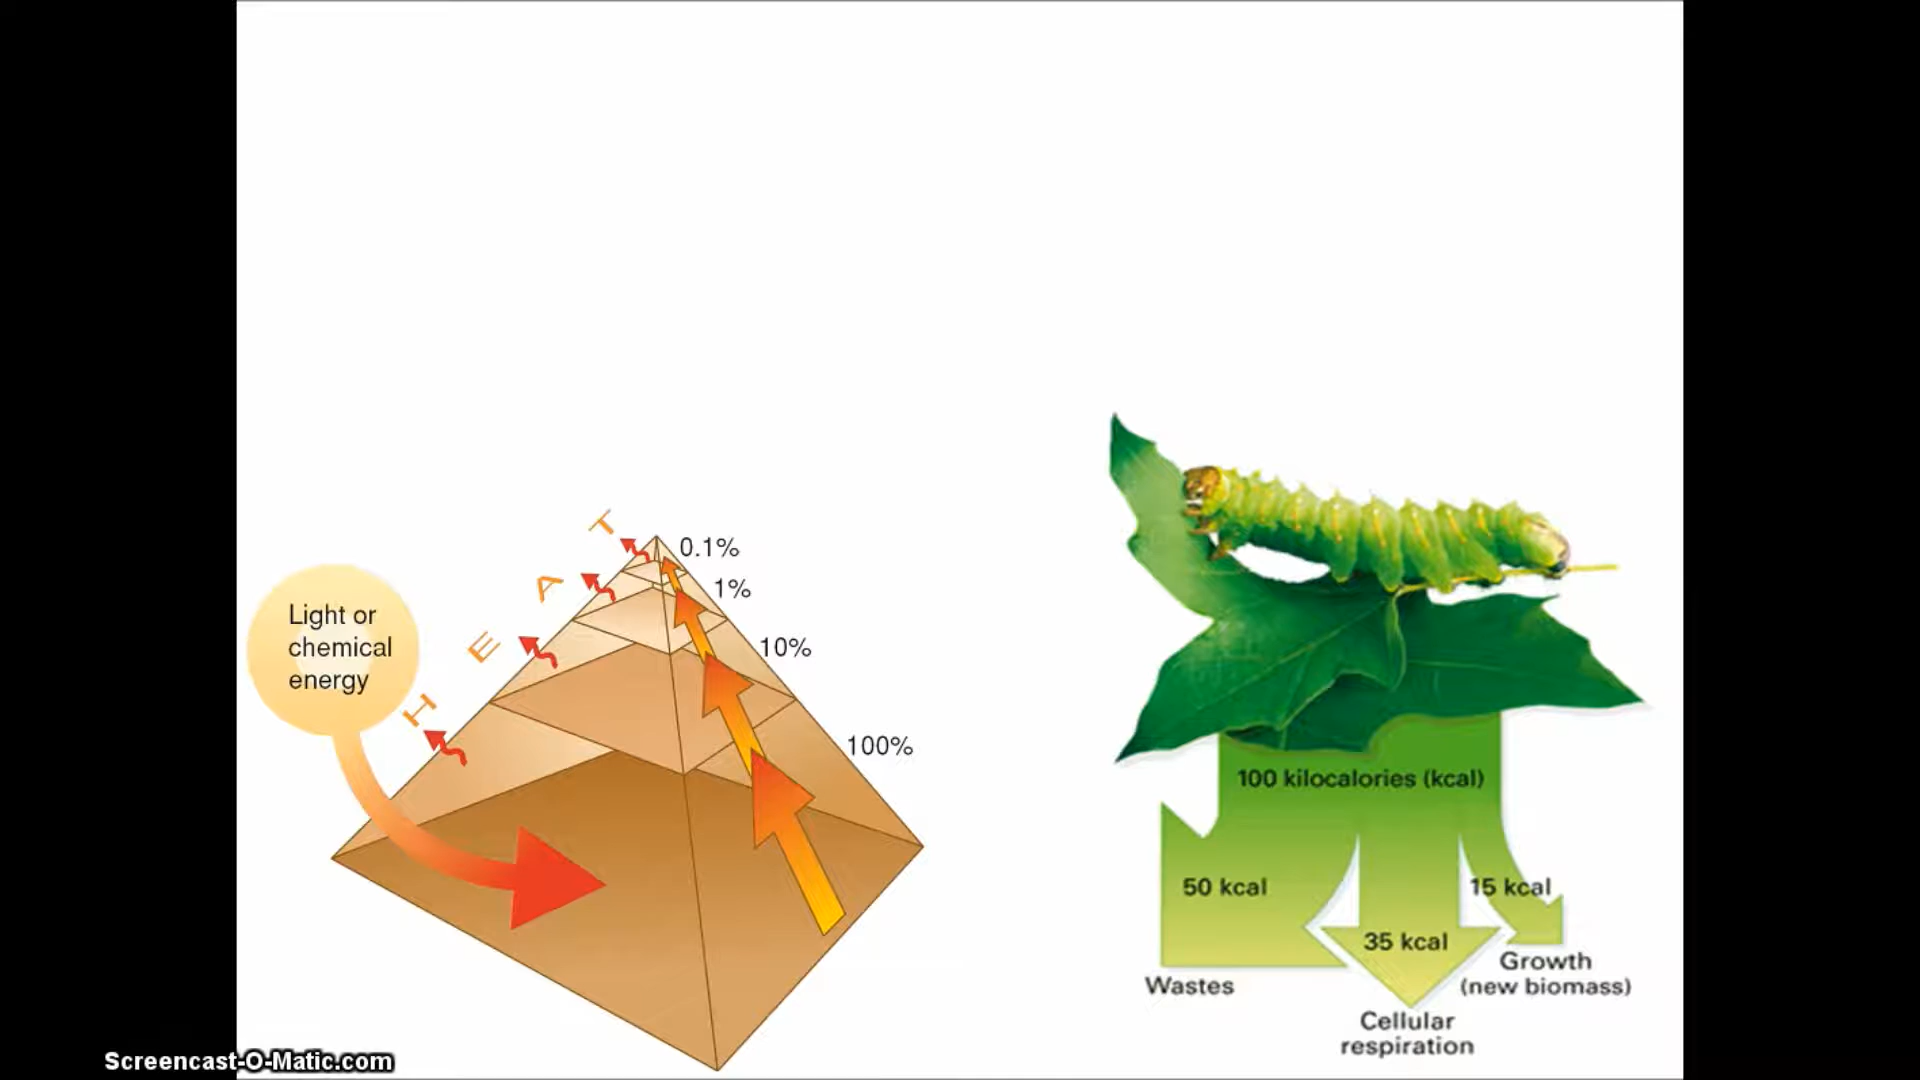 Light or
chemical
energy
H
E
A
T
0.1%
1%
10%
100%
100 kilocalories (kcal)
50 kcal
35 kcal
15 kcal
Wastes
Cellular
respiration
Growth
(new biomass)
Screencast-O-Matic.com